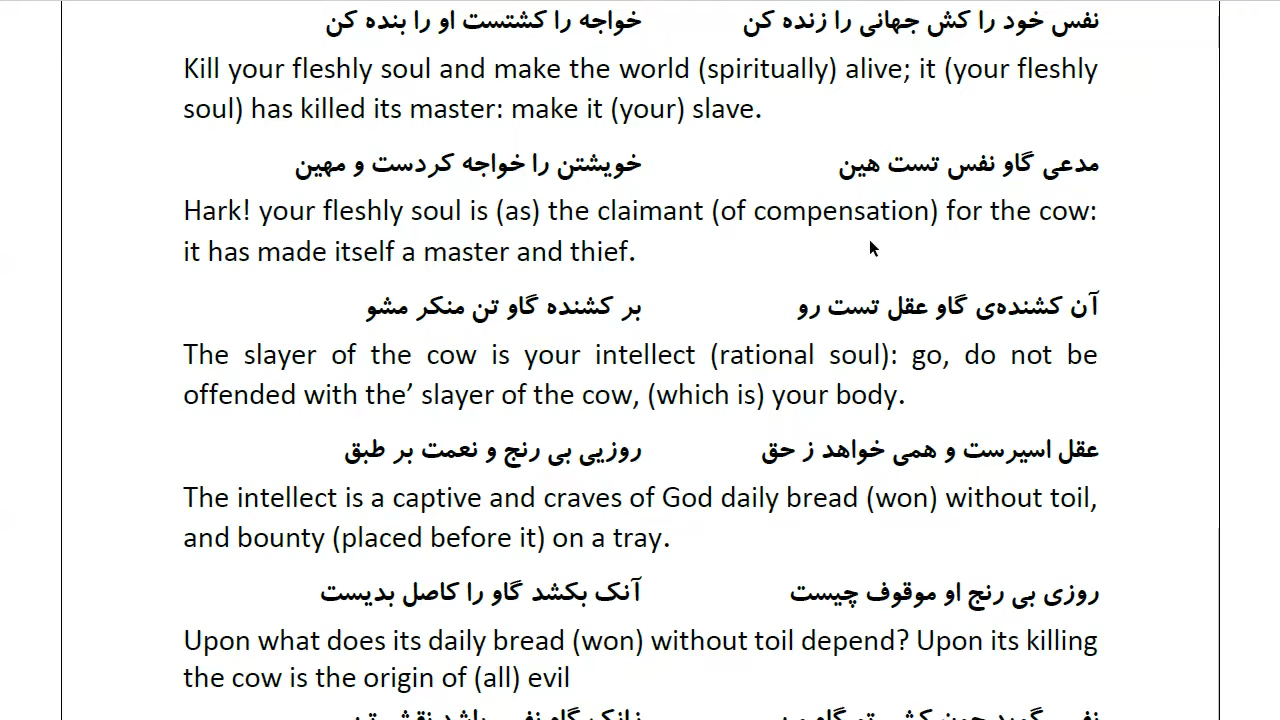 نفس خود را کش جهانی را زنده کن خواجه را کشتست او را بنده کن
Kill your fleshly soul and make the world (spiritually) alive; it (your fleshly
soul) has killed its master: make it (your) slave.
مدعی گاو نفس تست هین خویشتن را خواجه کردست و مهین
Hark! your fleshly soul is (as) the claimant (of compensation) for the cow:
it has made itself a master and thief.
آن کشنده‌ی گاو عقل تست رو بر کشنده گاو تن منکر مشو
The slayer of the cow is your intellect (rational soul): go, do not be
offended with the’ slayer of the cow, (which is) your body.
عقل اسیرست و همی خواهد ز حق روزیی بی رنج و نعمت بر طبق
The intellect is a captive and craves of God daily bread (won) without toil,
and bounty (placed before it) on a tray.
روزی بی رنج او موقوف چیست آنک بکشد گاو را کاصل بدیست
Upon what does its daily bread (won) without toil depend? Upon its killing
the cow is the origin of (all) evil